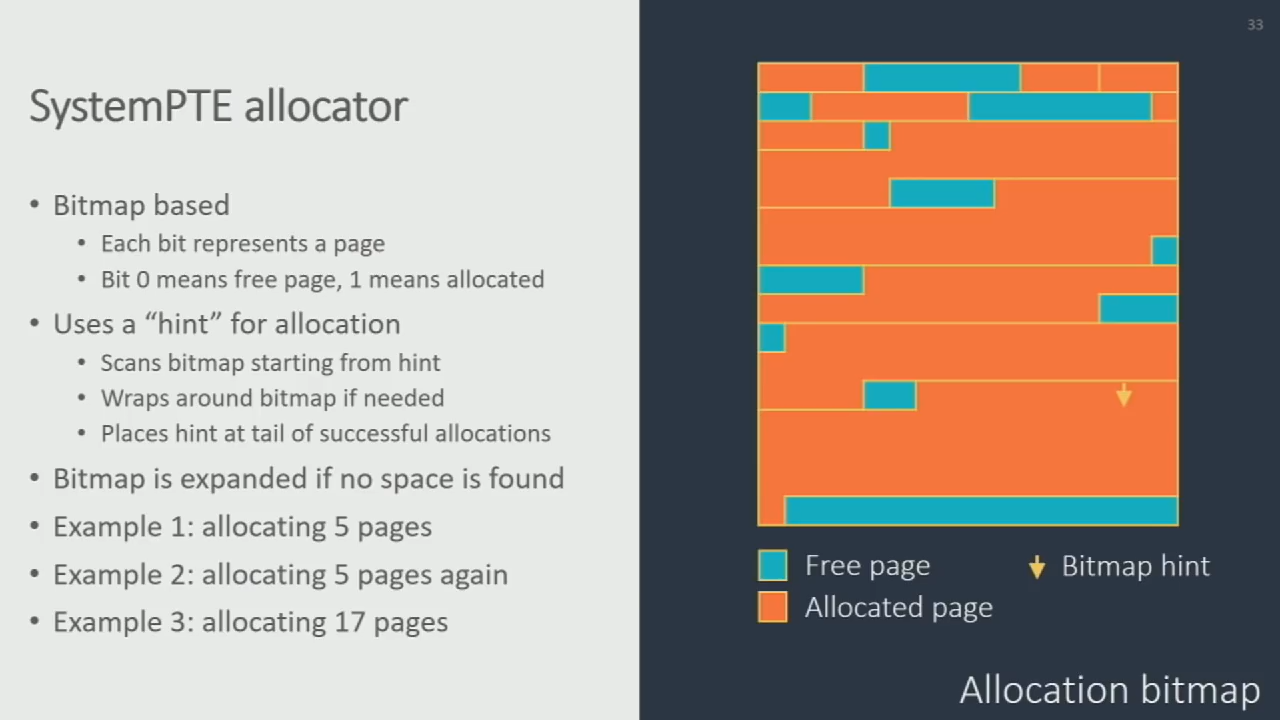 33
SystemPTE allocator
• Bitmap based
• Each bit represents a page
• Bit 0 means free page, 1 means allocated
• Uses a “hint” for allocation
• Scans bitmap starting from hint
• Wraps around bitmap if needed
• Places hint at tail of successful allocations
• Bitmap is expanded if no space is found
• Example 1: allocating 5 pages
• Example 2: allocating 5 pages again
• Example 3: allocating 17 pages
Free page
Bitmap hint
Allocated page
Allocation bitmap